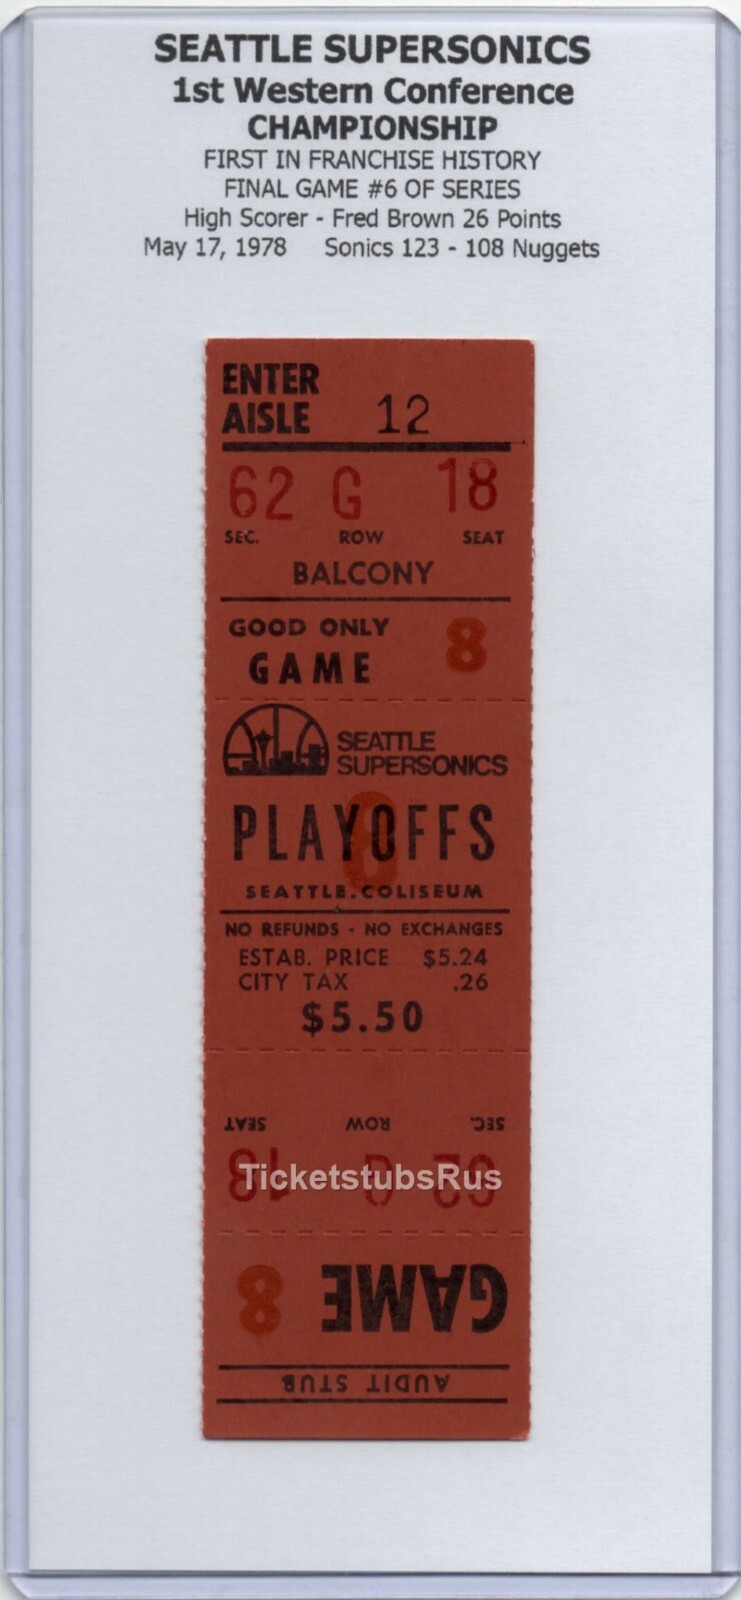 SEATTLE SUPERSONICS
1st Western Conference
CHAMPIONSHIP
FIRST IN FRANCHISE HISTORY
FINAL GAME #6 OF SERIES
High Scorer - Fred Brown 26 Points
May 17, 1978 Sonics 123 - 108 Nuggets
ENTER
AISLE 12
62 G 18
SEC. ROW SEAT
BALCONY
GOOD ONLY
GAME 8
SEATTLE
SUPERSONICS
8
PLAYOFFS
SEATTLE COLISEUM
NO REFUNDS - NO EXCHANGES
ESTAB. PRICE $5.24
CITY TAX .26
$5.50
SEC. ROW SEAT
62 G 18
TicketstubsRus
GAME 8
AUDIT STUB